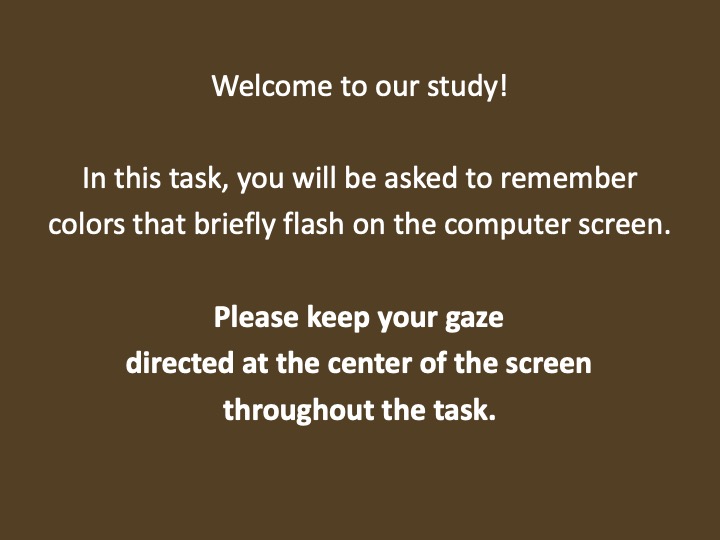 Welcome to our study!
In this task, you will be asked to remember
colors that briefly flash on the computer screen.
Please keep your gaze
directed at the center of the screen
throughout the task.